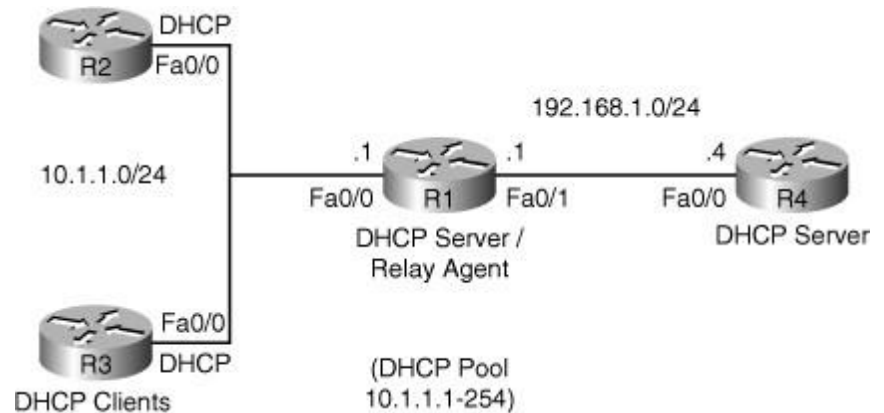 DHCP
R2
Fa0/0
192.168.1.0/24
10.1.1.0/24
.1
.1
.4
Fa0/0
R1
Fa0/1
Fa0/0
R4
DHCP Server /
Relay Agent
DHCP Server
Fa0/0
R3
DHCP
DHCP Clients
(DHCP Pool
10.1.1.1-254)